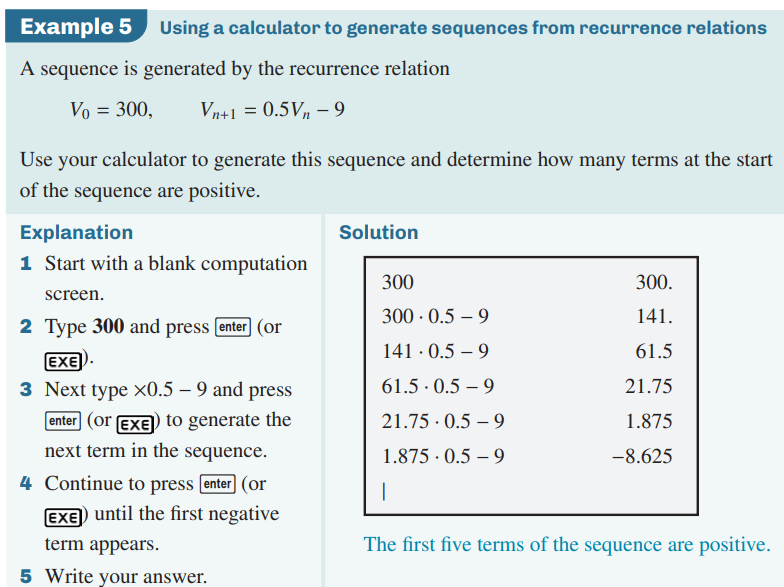 Example 5 Using a calculator to generate sequences from recurrence relations
A sequence is generated by the recurrence relation
V₀ = 300, Vₙ₊₁ = 0.5Vₙ − 9
Use your calculator to generate this sequence and determine how many terms at the start
of the sequence are positive.
Explanation
1 Start with a blank computation
screen.
2 Type 300 and press enter (or
EXE).
3 Next type ×0.5 − 9 and press
enter (or EXE) to generate the
next term in the sequence.
4 Continue to press enter (or
EXE) until the first negative
term appears.
5 Write your answer.
Solution
300 300.
300 · 0.5 − 9 141.
141 · 0.5 − 9 61.5
61.5 · 0.5 − 9 21.75
21.75 · 0.5 − 9 1.875
1.875 · 0.5 − 9 −8.625
The first five terms of the sequence are positive.